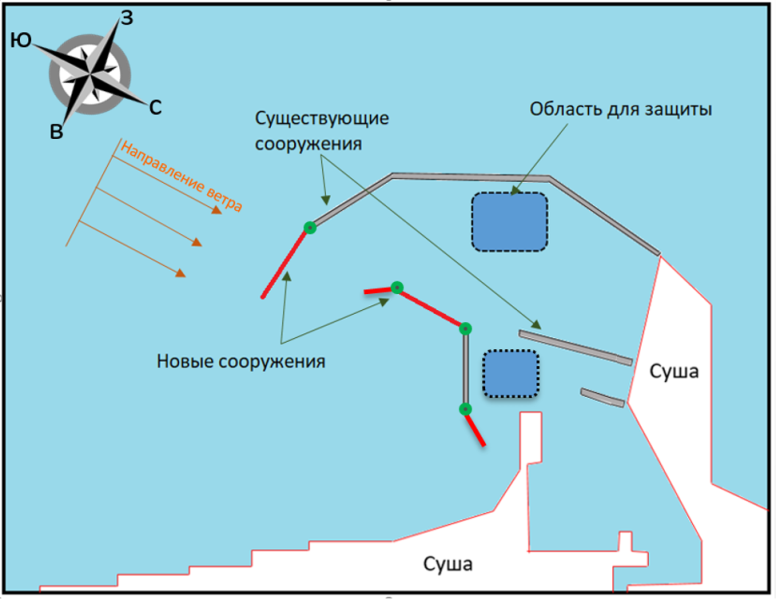 З
Ю
С
В
Направление ветра
Существующие
сооружения
Область для защиты
Новые сооружения
Суша
Суша